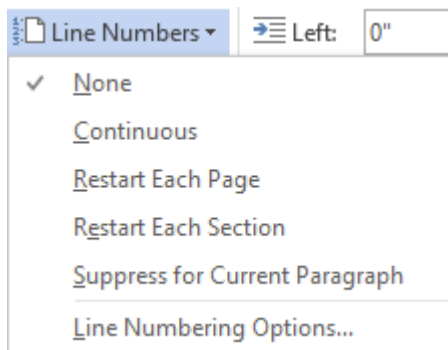 Line Numbers Left: 0"
None
Continuous
Restart Each Page
Restart Each Section
Suppress for Current Paragraph
Line Numbering Options...